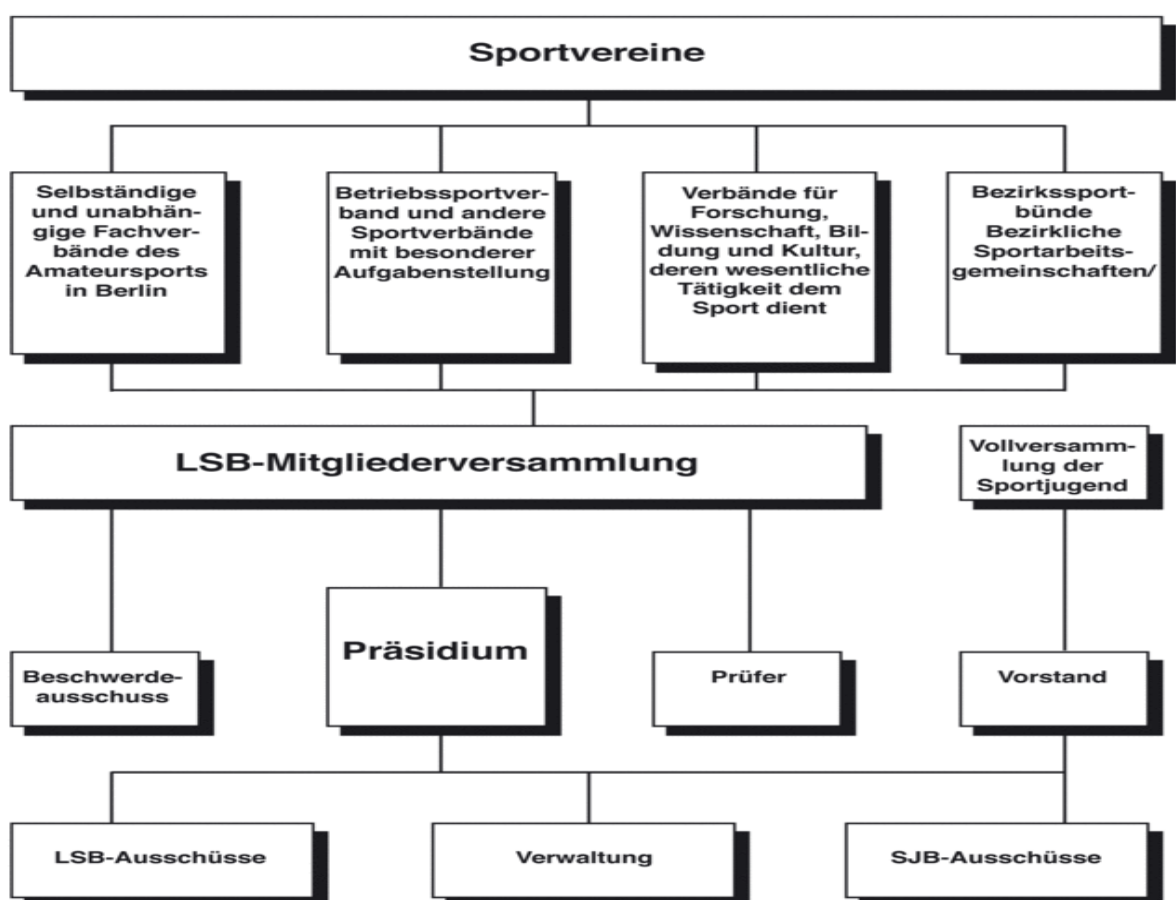 Sportvereine
Selbständige
und unabhän-
gige Fachver-
bände des
Amateursports
in Berlin
Betriebssportver-
band und andere
Sportverbände
mit besonderer
Aufgabenstellung
Verbände für
Forschung,
Wissenschaft, Bil-
dung und Kultur,
deren wesentliche
Tätigkeit dem
Sport dient
Bezirkssport-
bünde
Bezirkliche
Sportarbeits-
gemeinschaften/
LSB-Mitgliederversammlung
Vollversamm-
lung der
Sportjugend
Beschwerde-
ausschuss
Präsidium
Prüfer
Vorstand
LSB-Ausschüsse
Verwaltung
SJB-Ausschüsse